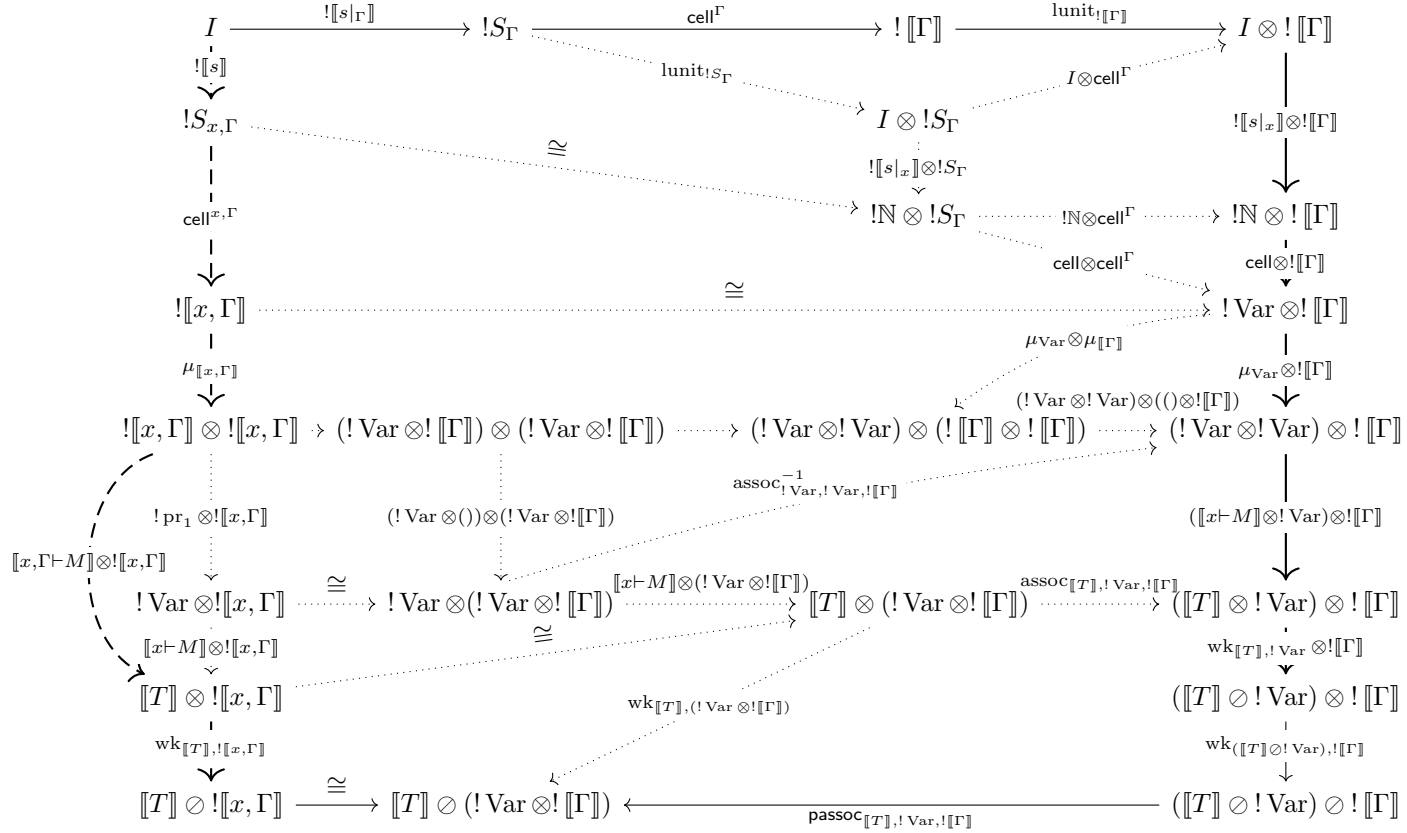 I ![[s|_Γ]] !S_Γ cell^Γ ! [[Γ]] lunit_{![[Γ]]} I ⊗ ! [[Γ]]
![[s]] lunit_{!S_Γ} I⊗cell^Γ
!S_{x,Γ} I ⊗ !S_Γ ![[s|_x]]⊗![[Γ]]
≅ ![[s|_x]]⊗!S_Γ
cell^{x,Γ} !ℕ ⊗ !S_Γ !ℕ⊗cell^Γ !ℕ ⊗ ! [[Γ]]
cell⊗cell^Γ cell⊗![[Γ]]
![[x, Γ]] ≅ ! Var ⊗! [[Γ]]
μ_{[[x,Γ]]} μ_{Var}⊗μ_{[[Γ]]} μ_{Var}⊗![[Γ]]
(! Var ⊗! Var)⊗(()⊗![[Γ]])
![[x, Γ]] ⊗ ![[x, Γ]] (! Var ⊗! [[Γ]]) ⊗ (! Var ⊗! [[Γ]]) (! Var ⊗! Var) ⊗ (! [[Γ]] ⊗ ! [[Γ]]) (! Var ⊗! Var) ⊗ ! [[Γ]]
assoc^{-1}_{! Var,! Var,![[Γ]]}
! pr_1 ⊗![[x,Γ]] (! Var ⊗())⊗(! Var ⊗![[Γ]]) ([[x⊢M]]⊗! Var)⊗![[Γ]]
[[x,Γ⊢M]]⊗![[x,Γ]]
! Var ⊗![[x, Γ]] ≅ ! Var ⊗(! Var ⊗! [[Γ]]) [[x⊢M]]⊗(! Var ⊗![[Γ]]) [[T]] ⊗ (! Var ⊗! [[Γ]]) assoc_{[[T]],! Var,![[Γ]]} ([[T]] ⊗ ! Var) ⊗ ! [[Γ]]
[[x⊢M]]⊗![[x,Γ]] ≅ wk_{[[T]],! Var} ⊗![[Γ]]
[[T]] ⊗ ![[x, Γ]] wk_{[[T]],(! Var ⊗![[Γ]])} ([[T]] ⊘ ! Var) ⊗ ! [[Γ]]
wk_{[[T]],![[x,Γ]]} wk_{([[T]]⊘! Var),![[Γ]]}
[[T]] ⊘ ![[x, Γ]] ≅ [[T]] ⊘ (! Var ⊗! [[Γ]]) passoc_{[[T]],! Var,![[Γ]]} ([[T]] ⊘ ! Var) ⊘ ! [[Γ]]